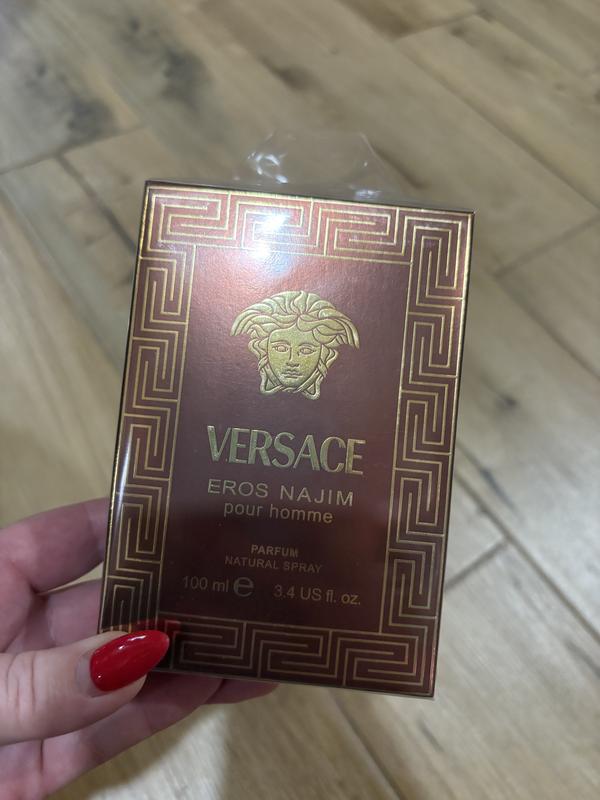 VERSACE
EROS NAJIM
pour homme
PARFUM
NATURAL SPRAY
100 ml ℮ 3.4 US fl. oz.